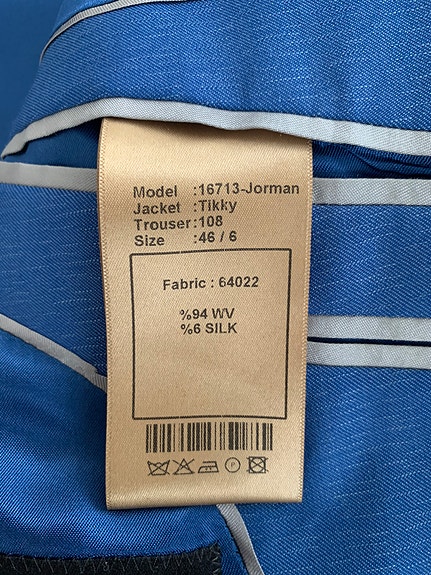 Model :16713-Jorman
Jacket :Tikky
Trouser:108
Size :46 / 6
Fabric : 64022
%94 WV
%6 SILK